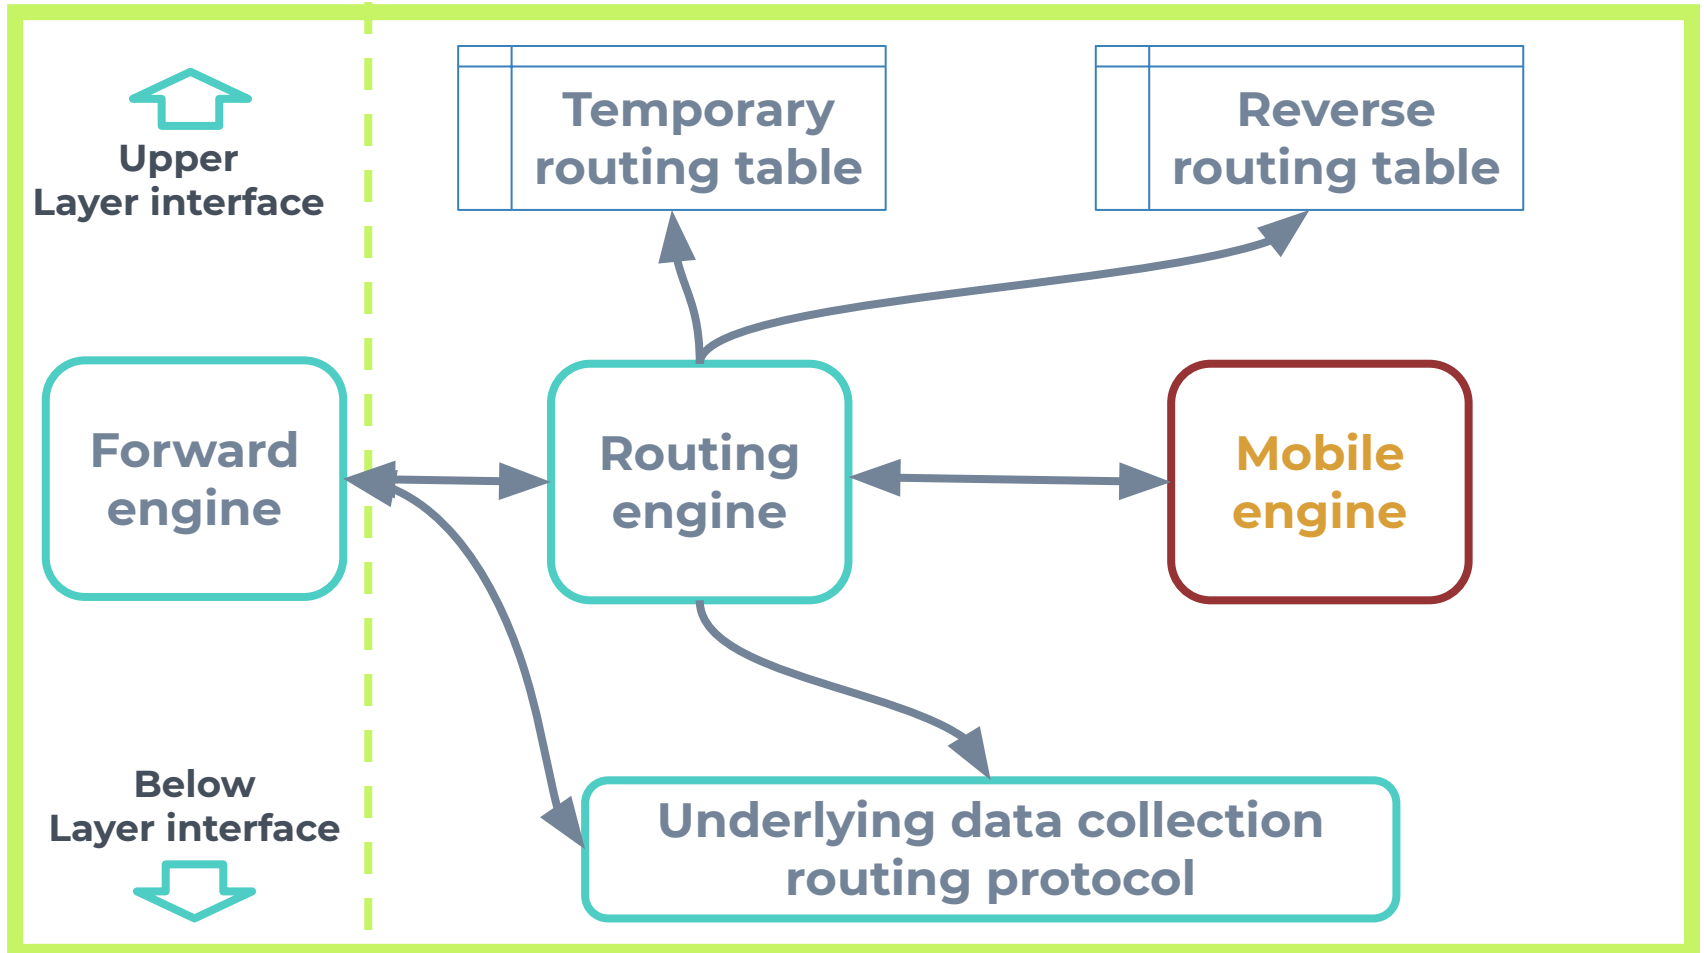 Upper
Layer interface
Temporary
routing table
Reverse
routing table
Forward
engine
Routing
engine
Mobile
engine
Below
Layer interface
Underlying data collection
routing protocol